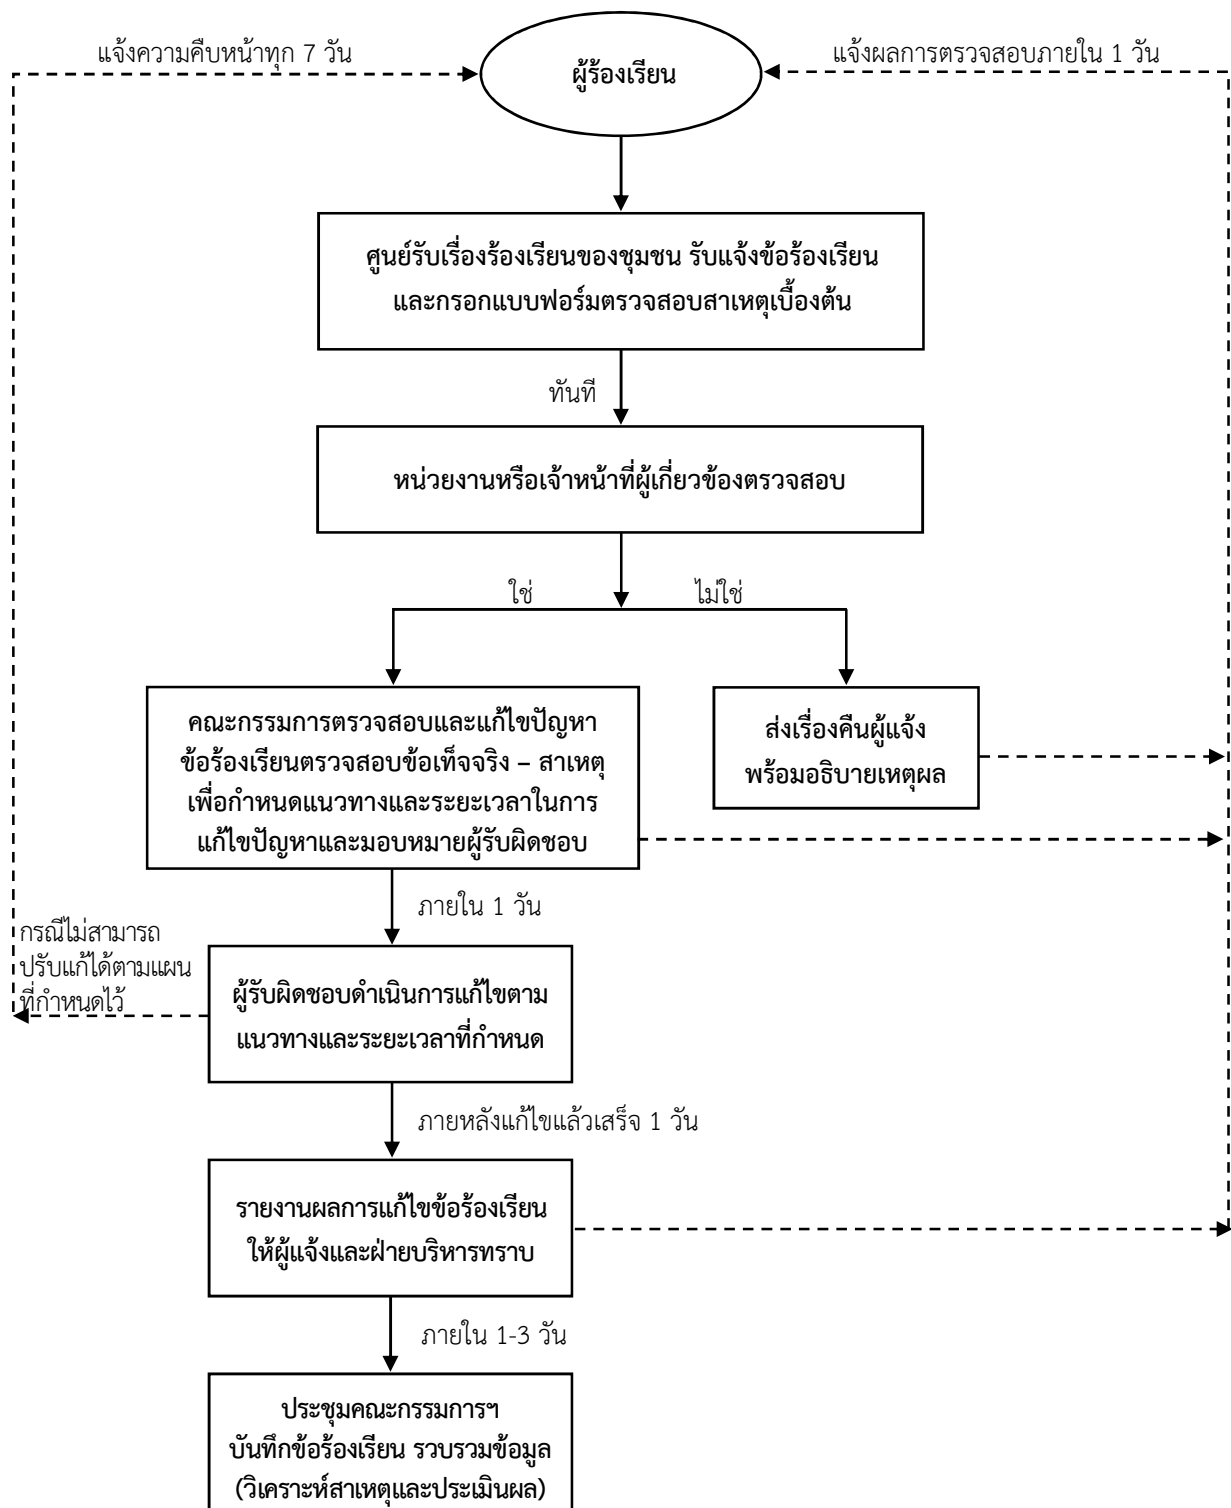 แจ้งความคืบหน้าทุก 7 วัน
ผู้ร้องเรียน
แจ้งผลการตรวจสอบภายใน 1 วัน
ศูนย์รับเรื่องร้องเรียนของชุมชน รับแจ้งข้อร้องเรียน
และกรอกแบบฟอร์มตรวจสอบสาเหตุเบื้องต้น
ทันที
หน่วยงานหรือเจ้าหน้าที่ผู้เกี่ยวข้องตรวจสอบ
ใช่
ไม่ใช่
คณะกรรมการตรวจสอบและแก้ไขปัญหา
ข้อร้องเรียนตรวจสอบข้อเท็จจริง – สาเหตุ
เพื่อกำหนดแนวทางและระยะเวลาในการ
แก้ไขปัญหาและมอบหมายผู้รับผิดชอบ
ส่งเรื่องคืนผู้แจ้ง
พร้อมอธิบายเหตุผล
ภายใน 1 วัน
กรณีไม่สามารถ
ปรับแก้ได้ตามแผน
ที่กำหนดไว้
ผู้รับผิดชอบดำเนินการแก้ไขตาม
แนวทางและระยะเวลาที่กำหนด
ภายหลังแก้ไขแล้วเสร็จ 1 วัน
รายงานผลการแก้ไขข้อร้องเรียน
ให้ผู้แจ้งและฝ่ายบริหารทราบ
ภายใน 1-3 วัน
ประชุมคณะกรรมการฯ
บันทึกข้อร้องเรียน รวบรวมข้อมูล
(วิเคราะห์สาเหตุและประเมินผล)